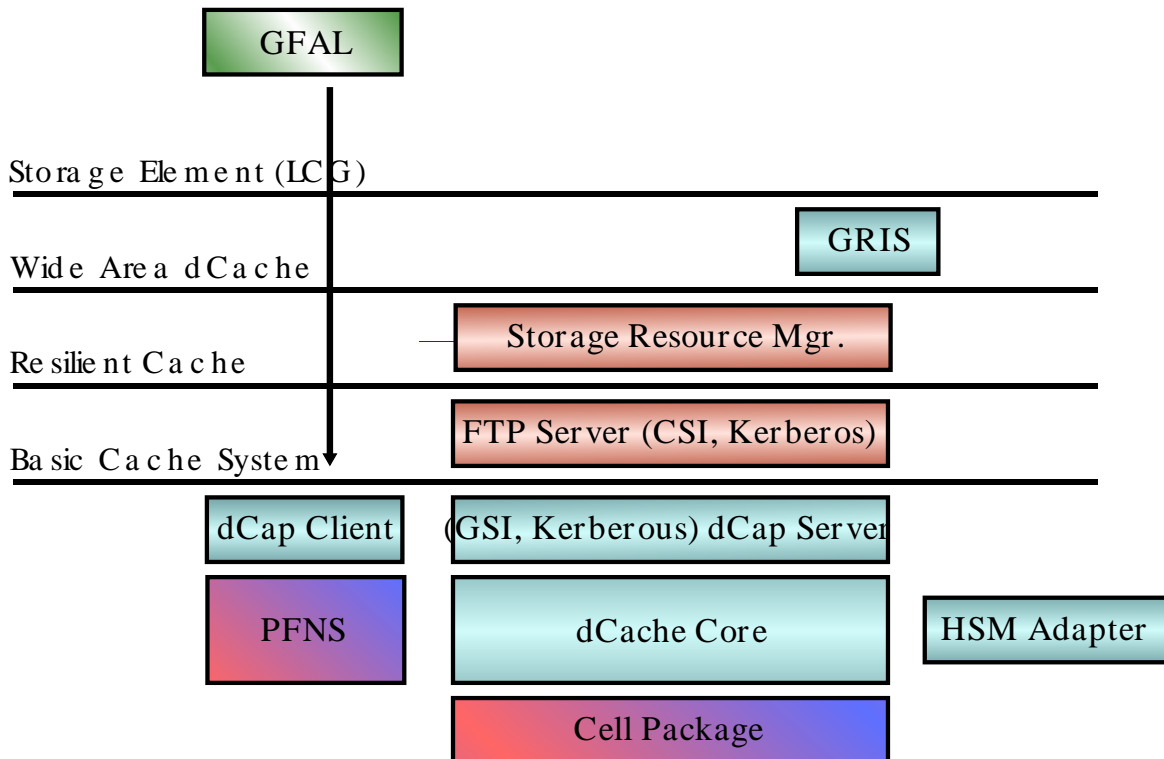 GFAL
Storage Element (LCG)
GRIS
Wide Area dCache
Storage Resource Mgr.
Resilient Cache
FTP Server (CSI, Kerberos)
Basic Cache System
dCap Client
(GSI, Kerberous) dCap Server
PFNS
dCache Core
HSM Adapter
Cell Package